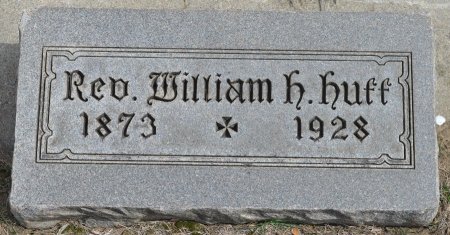 Rev. William H. Huff
1873 ✠ 1928